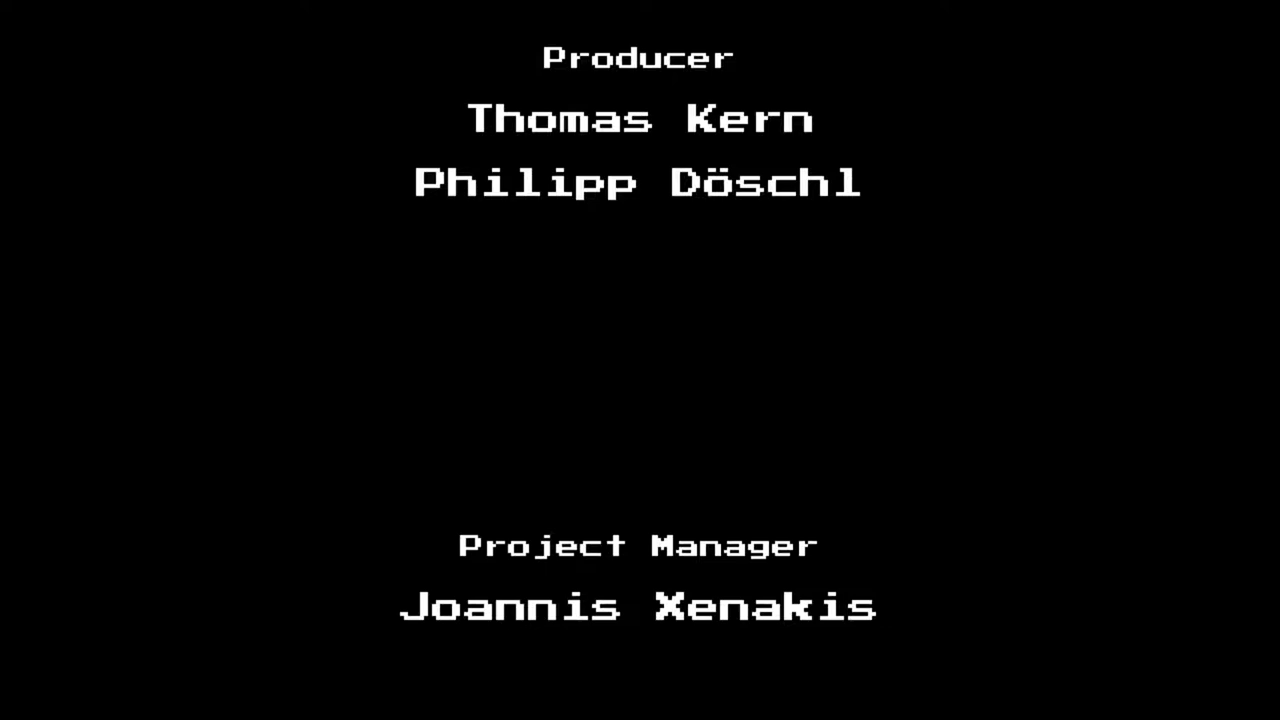 Producer
Thomas Kern
Philipp Döschl
Project Manager
Joannis Xenakis